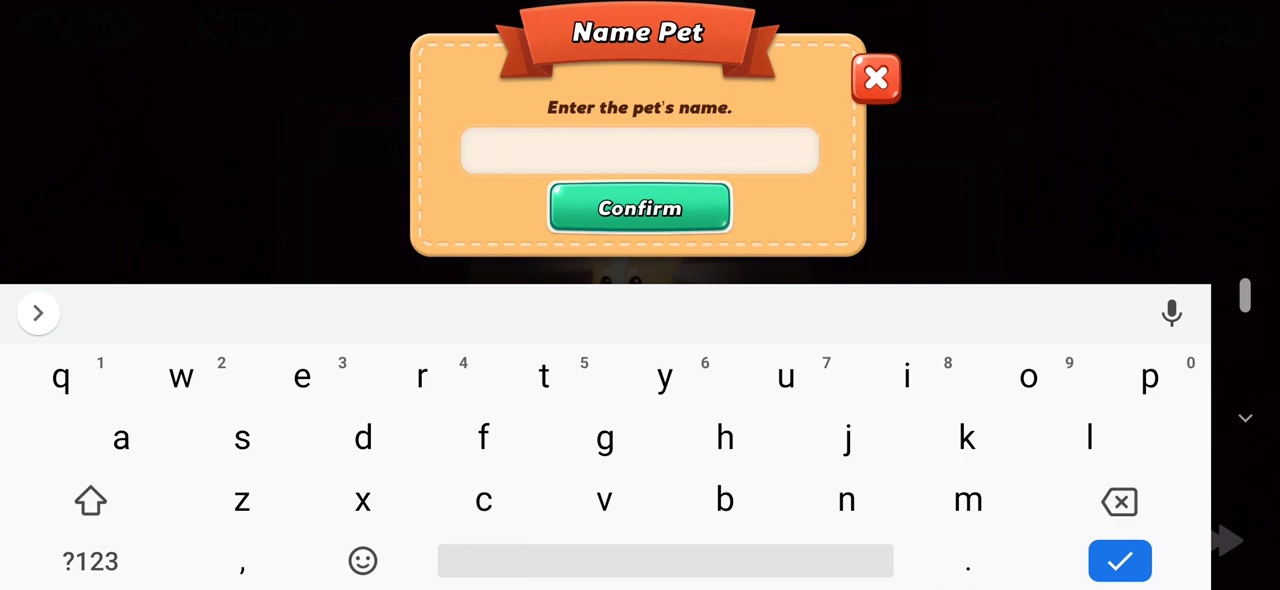 Name Pet
Enter the pet's name.
Confirm
q 1 w 2 e 3 r 4 t 5 y 6 u 7 i 8 o 9 p 0
a s d f g h j k l
z x c v b n m
?123 , .